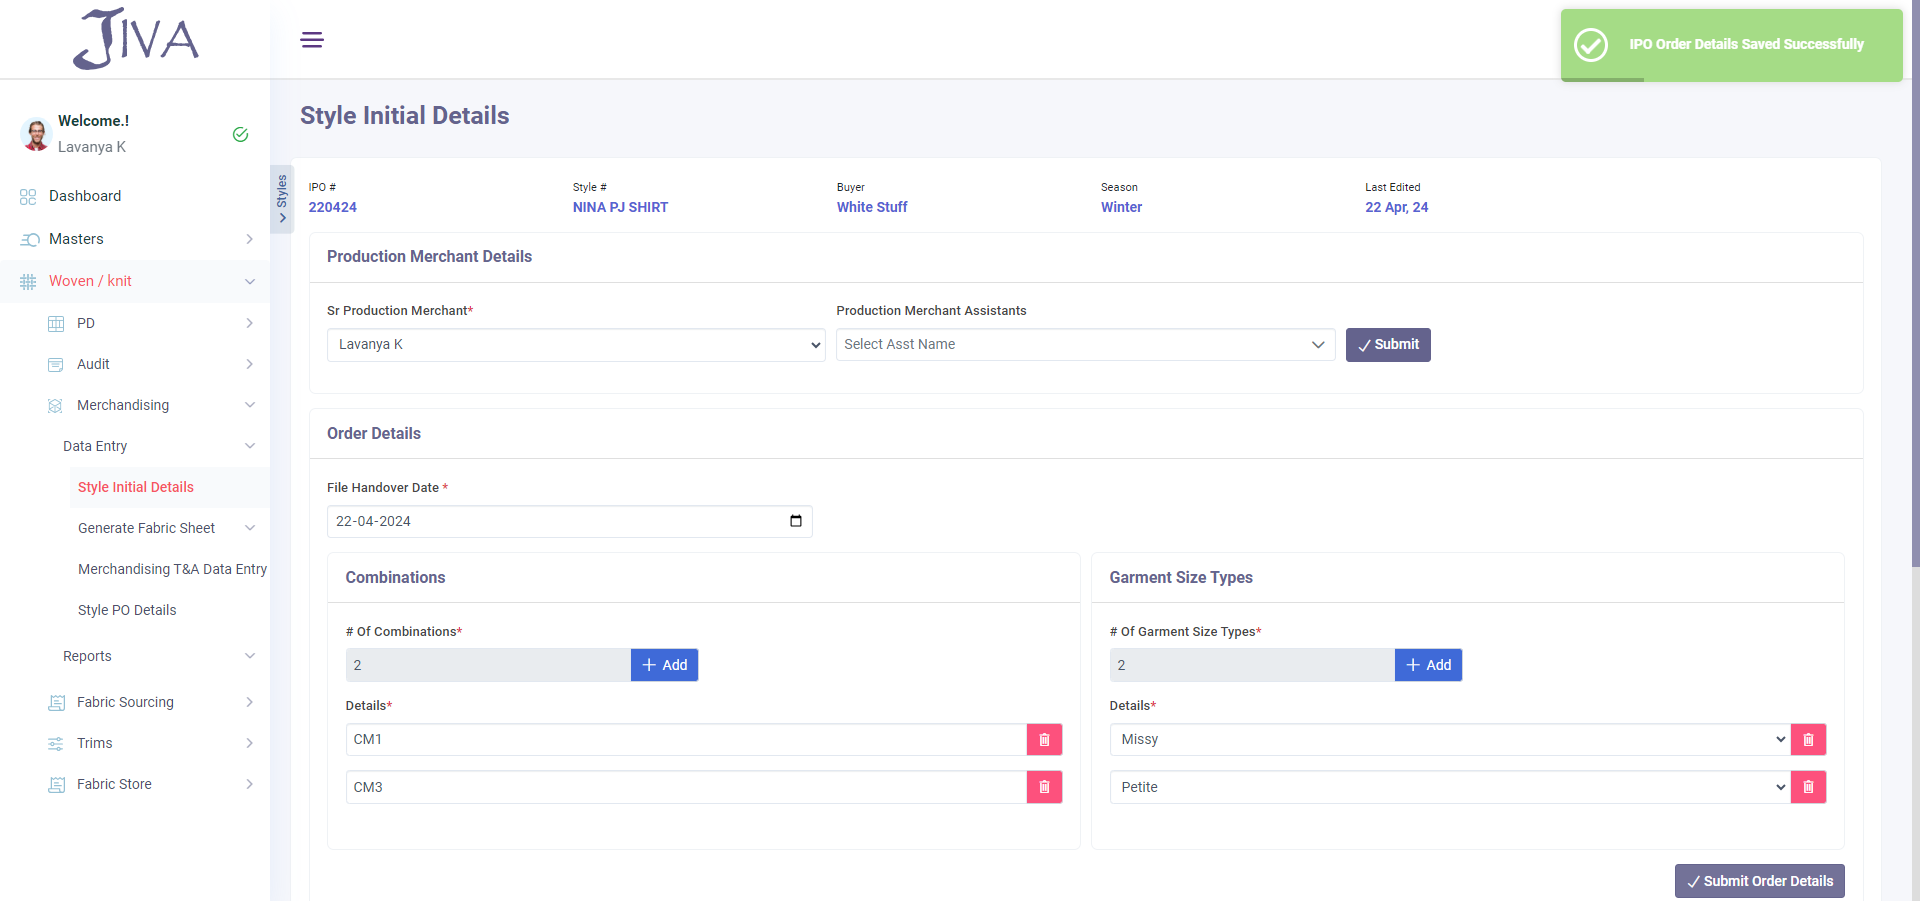 JIVA
IPO Order Details Saved Successfully
Welcome.!
Lavanya K
Dashboard
Masters
Woven / knit
PD
Audit
Merchandising
Data Entry
Style Initial Details
Generate Fabric Sheet
Merchandising T&A Data Entry
Style PO Details
Reports
Fabric Sourcing
Trims
Fabric Store
Styles
Style Initial Details
IPO # Style # Buyer Season Last Edited
220424 NINA PJ SHIRT White Stuff Winter 22 Apr, 24
Production Merchant Details
Sr Production Merchant* Production Merchant Assistants
Lavanya K Select Asst Name Submit
Order Details
File Handover Date *
22-04-2024
Combinations
# Of Combinations*
2 Add
Details*
CM1
CM3
Garment Size Types
# Of Garment Size Types*
2 Add
Details*
Missy
Petite
Submit Order Details